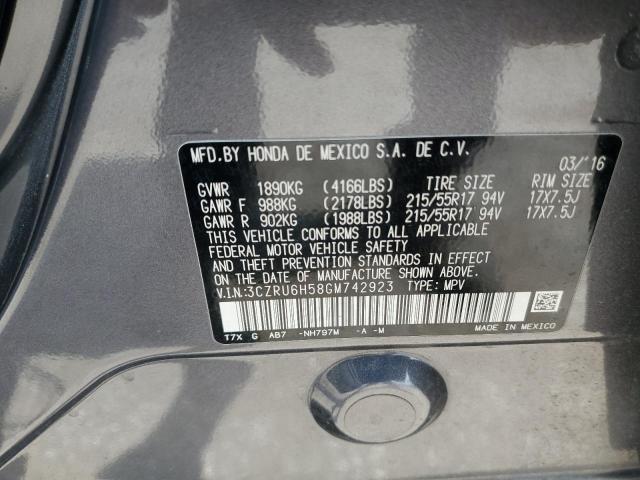 MFD.BY HONDA DE MEXICO S.A. DE C.V.
03/'16
GVWR 1890KG (4166LBS) TIRE SIZE RIM SIZE
GAWR F 988KG (2178LBS) 215/55R17 94V 17X7.5J
GAWR R 902KG (1988LBS) 215/55R17 94V 17X7.5J
THIS VEHICLE CONFORMS TO ALL APPLICABLE
FEDERAL MOTOR VEHICLE SAFETY
AND THEFT PREVENTION STANDARDS IN EFFECT
ON THE DATE OF MANUFACTURE SHOWN ABOVE.
V.I.N:3CZRU6H58GM742923 TYPE: MPV
T7X G AB7 -NH797M -A -M
MADE IN MEXICO